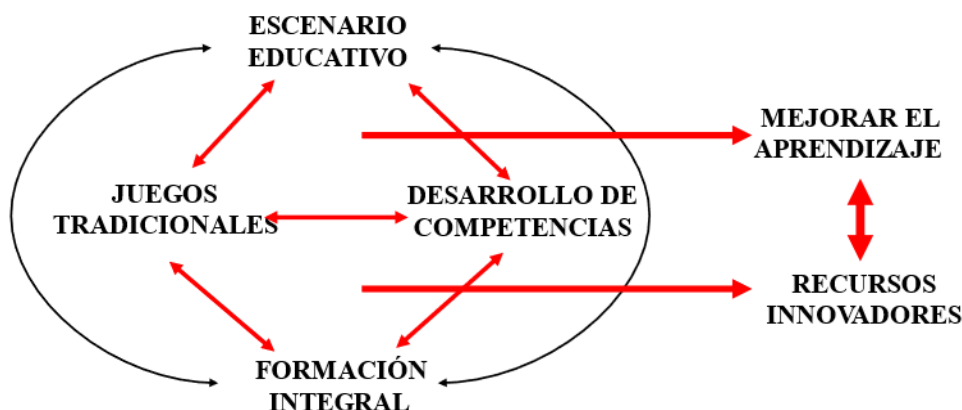 ESCENARIO
EDUCATIVO
MEJORAR EL
APRENDIZAJE
JUEGOS
TRADICIONALES
DESARROLLO DE
COMPETENCIAS
RECURSOS
INNOVADORES
FORMACIÓN
INTEGRAL